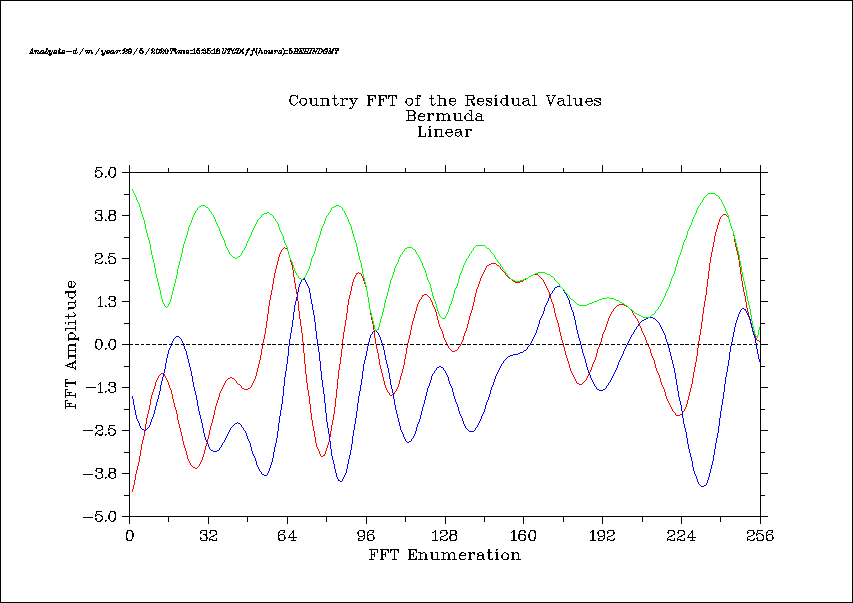 Country FFT of the Residual Values
Bermuda
Linear
5.0
3.8
2.5
1.3
0.0
−1.3
−2.5
−3.8
−5.0
FFT Amplitude
0 32 64 96 128 160 192 224 256
FFT Enumeration